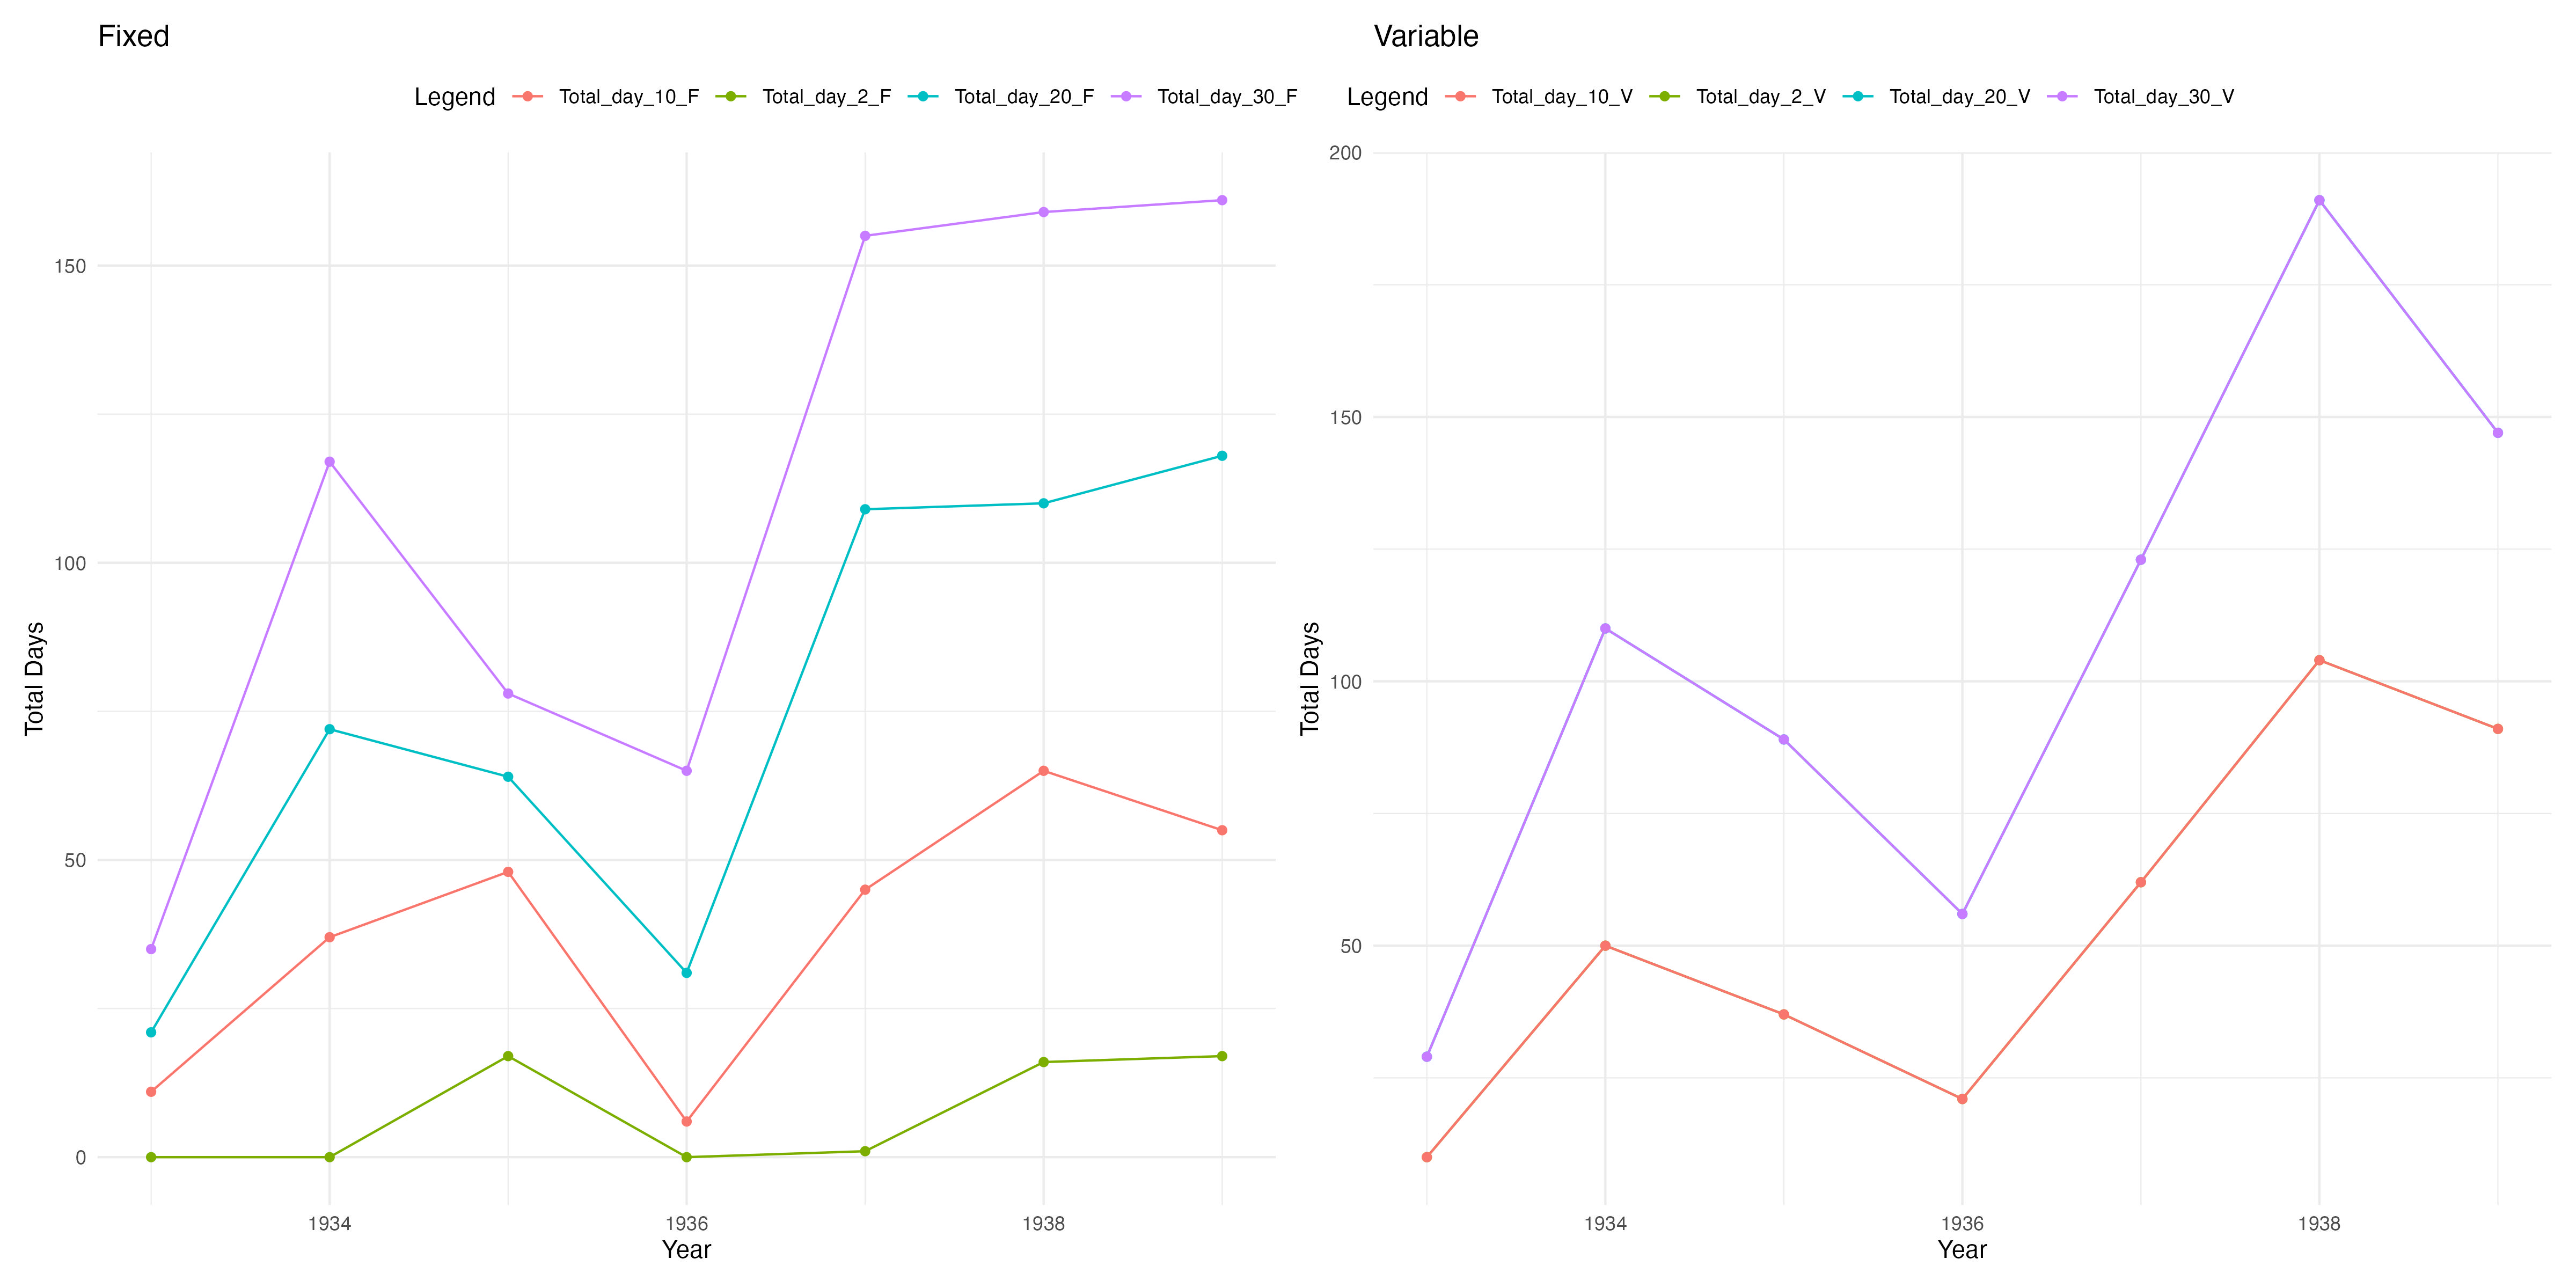 Fixed
Legend Total_day_10_F Total_day_2_F Total_day_20_F Total_day_30_F
150
100
50
0
Total Days
1934 1936 1938
Year
Variable
Legend Total_day_10_V Total_day_2_V Total_day_20_V Total_day_30_V
200
150
100
50
Total Days
1934 1936 1938
Year